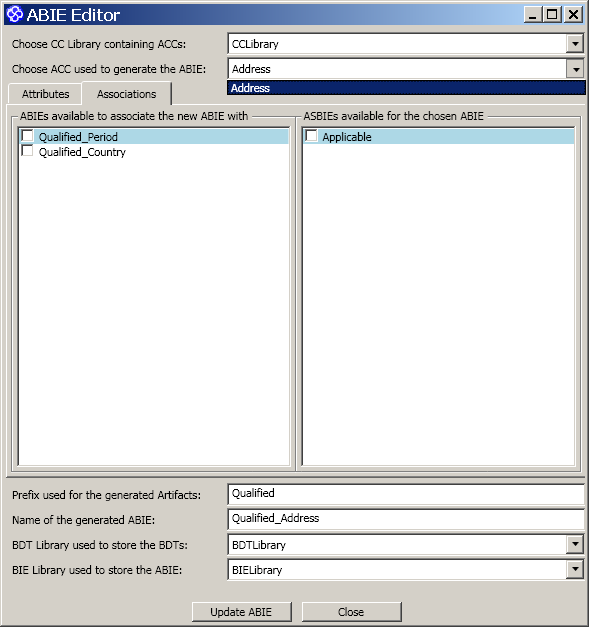 ABIE Editor
Choose CC Library containing ACCs: CCLibrary
Choose ACC used to generate the ABIE: Address
Address
Attributes Associations
ABIEs available to associate the new ABIE with
Qualified_Period
Qualified_Country
ASBIEs available for the chosen ABIE
Applicable
Prefix used for the generated Artifacts: Qualified
Name of the generated ABIE: Qualified_Address
BDT Library used to store the BDTs: BDTLibrary
BIE Library used to store the ABIE: BIELibrary
Update ABIE Close